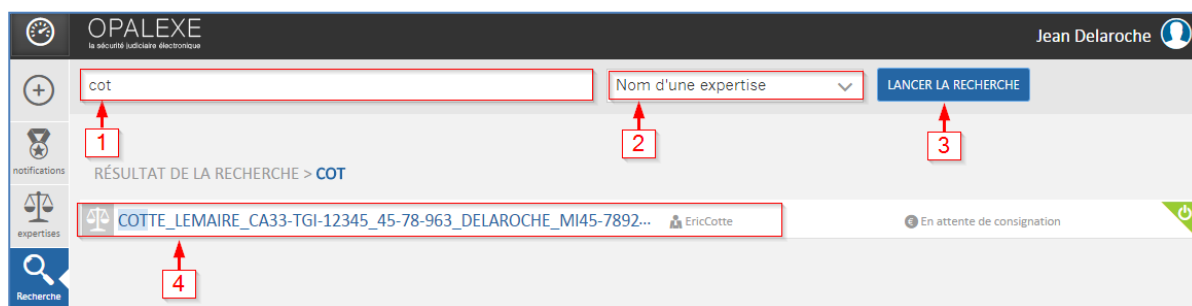 OPALEXE
la sécurité judiciaire électronique
Jean Delaroche
cot
Nom d'une expertise
LANCER LA RECHERCHE
1
2
3
notifications
RÉSULTAT DE LA RECHERCHE > COT
expertises
COTTE_LEMAIRE_CA33-TGI-12345_45-78-963_DELAROCHE_MI45-7892...
EricCotte
En attente de consignation
4
Recherche